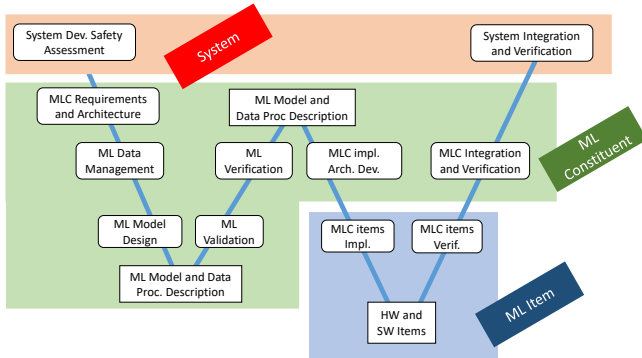 System Dev. Safety
Assessment
System
System Integration
and Verification
MLC Requirements
and Architecture
ML Model and
Data Proc Description
ML
Constituent
ML Data
Management
ML
Verification
MLC impl.
Arch. Dev.
MLC Integration
and Verification
ML Model
Design
ML
Validation
MLC items
Impl.
MLC items
Verif.
ML Model and Data
Proc. Description
HW and
SW Items
ML Item